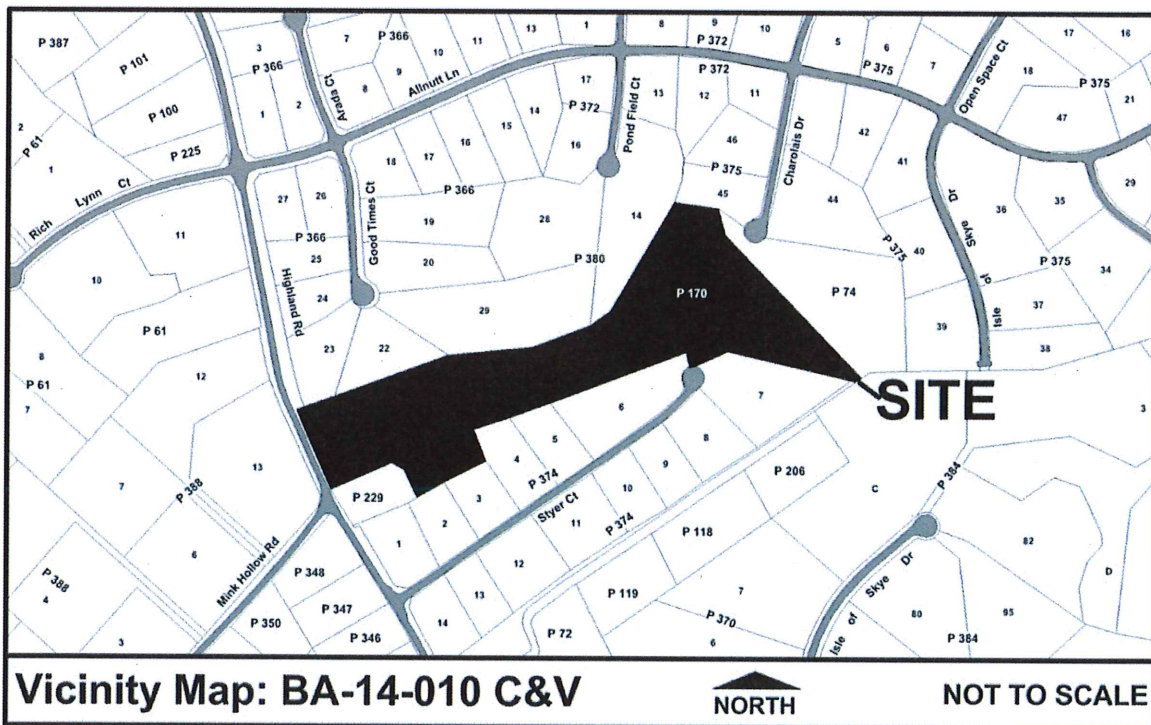 P 387
P 101
3
P 366
7
P 366
10
11
13
1
8
9
P 372
10
5
6
P 375
7
Open Space Ct
17
16
18
P 375
21
47
P 100
1
2
Arada Ct
8
9
Allnutt Ln
17
P 372
Pond Field Ct
13
P 372
12
11
2
P 61
1
P 225
18
17
16
15
14
16
46
P 375
45
Charolais Dr
42
41
29
Rich Lynn Ct
27
26
P 366
25
24
Good Times Ct
P 366
19
20
28
14
44
P 375
40
36
35
P 375
34
11
10
Highland Rd
P 380
P 170
P 74
Isle of Skye Dr
37
39
38
P 61
29
23
22
8
P 61
7
12
SITE
3
6
7
5
8
13
4
P 374
9
P 206
C
P 384
7
P 388
P 229
3
10
Styer Ct
2
11
P 374
P 118
82
6
1
12
D
Mink Hollow Rd
P 348
P 388
4
13
P 119
7
Isle of Skye Dr
P 350
P 347
P 346
14
P 72
P 370
80
95
3
6
P 384
Vicinity Map: BA-14-010 C&V
NORTH
NOT TO SCALE